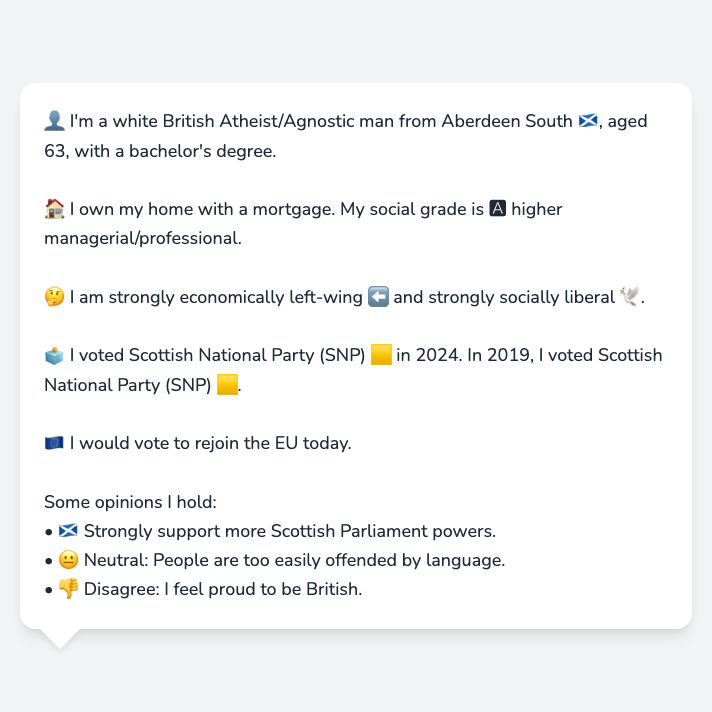 👤 I'm a white British Atheist/Agnostic man from Aberdeen South 🏴󠁧󠁢󠁳󠁣󠁴󠁿, aged
63, with a bachelor's degree.
🏠 I own my home with a mortgage. My social grade is 🅰 higher
managerial/professional.
🤔 I am strongly economically left-wing ⬅️ and strongly socially liberal 🕊️.
🗳️ I voted Scottish National Party (SNP) 🟨 in 2024. In 2019, I voted Scottish
National Party (SNP) 🟨.
🇪🇺 I would vote to rejoin the EU today.
Some opinions I hold:
• 🏴󠁧󠁢󠁳󠁣󠁴󠁿 Strongly support more Scottish Parliament powers.
• 😐 Neutral: People are too easily offended by language.
• 👎 Disagree: I feel proud to be British.